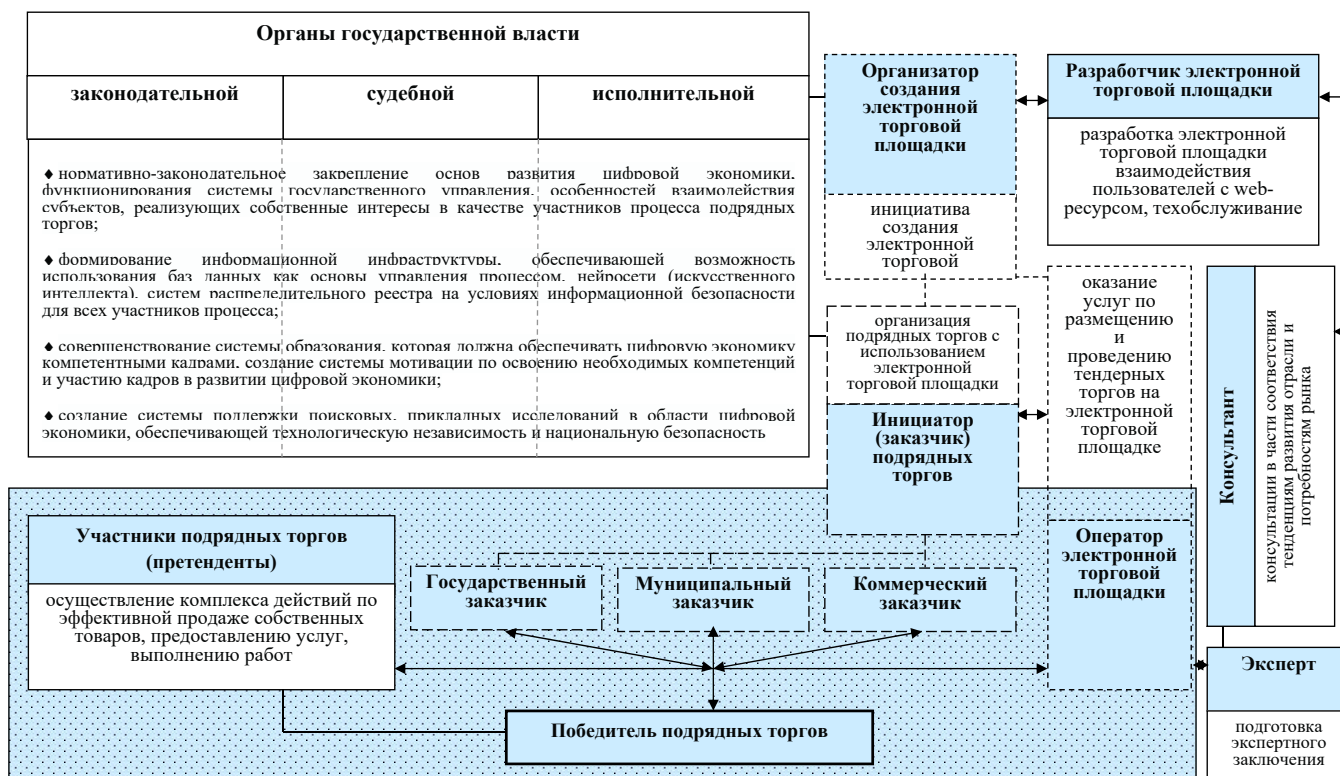 Органы государственной власти
законодательной
судебной
исполнительной
♦ нормативно-законодательное закрепление основ развития цифровой экономики,
функционирования системы государственного управления, особенностей взаимодействия
субъектов, реализующих собственные интересы в качестве участников процесса подрядных
торгов;
♦ формирование информационной инфраструктуры, обеспечивающей возможность
использования баз данных как основы управления процессом, нейросети (искусственного
интеллекта), систем распределительного реестра на условиях информационной безопасности
для всех участников процесса;
♦ совершенствование системы образования, которая должна обеспечивать цифровую экономику
компетентными кадрами, создание системы мотивации по освоению необходимых компетенций
и участию кадров в развитии цифровой экономики;
♦ создание системы поддержки поисковых, прикладных исследований в области цифровой
экономики, обеспечивающей технологическую независимость и национальную безопасность
Организатор
создания
электронной
торговой
площадки
инициатива
создания
электронной
торговой
Разработчик электронной
торговой площадки
разработка электронной
торговой площадки
взаимодействия
пользователей с web-
ресурсом, техобслуживание
организация
подрядных торгов с
использованием
электронной
торговой площадки
Инициатор
(заказчик)
подрядных
торгов
оказание
услуг по
размещению
и
проведению
тендерных
торгов на
электронной
торговой
площадке
Оператор
электронной
торговой
площадки
Консультант
консультации в части соответствия
тенденциям развития отрасли и
потребностям рынка
Участники подрядных торгов
(претенденты)
осуществление комплекса действий по
эффективной продаже собственных
товаров, предоставлению услуг,
выполнению работ
Государственный
заказчик
Муниципальный
заказчик
Коммерческий
заказчик
Победитель подрядных торгов
Эксперт
подготовка
экспертного
заключения